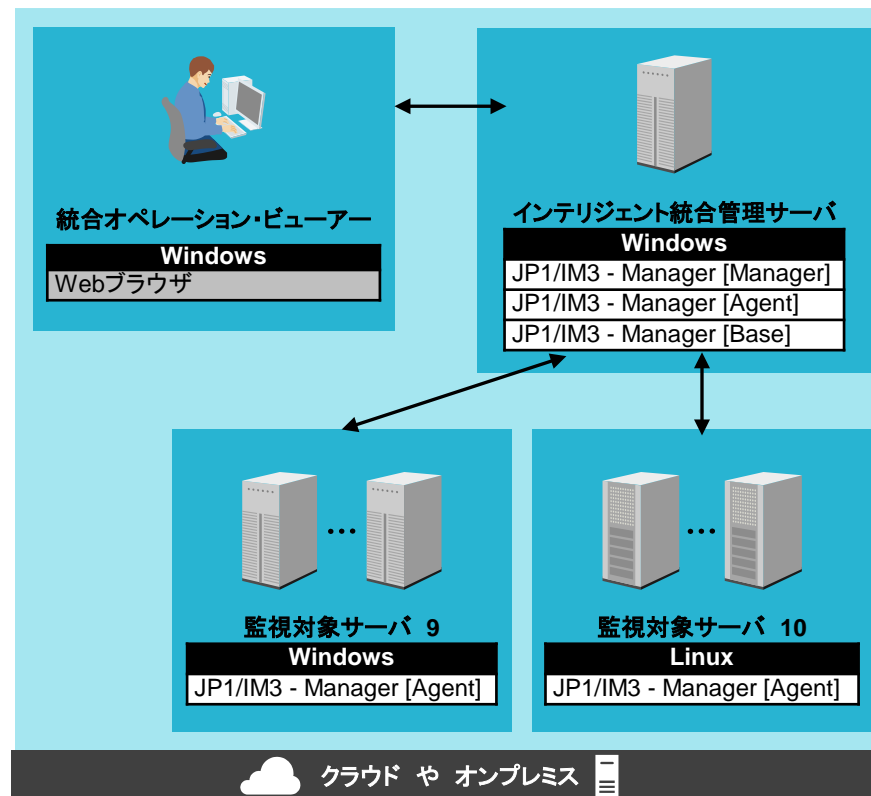 統合オペレーション・ビューアー
Windows
Webブラウザ
インテリジェント統合管理サーバ
Windows
JP1/IM3 - Manager [Manager]
JP1/IM3 - Manager [Agent]
JP1/IM3 - Manager [Base]
...
監視対象サーバ 9
Windows
JP1/IM3 - Manager [Agent]
...
監視対象サーバ 10
Linux
JP1/IM3 - Manager [Agent]
クラウド や オンプレミス